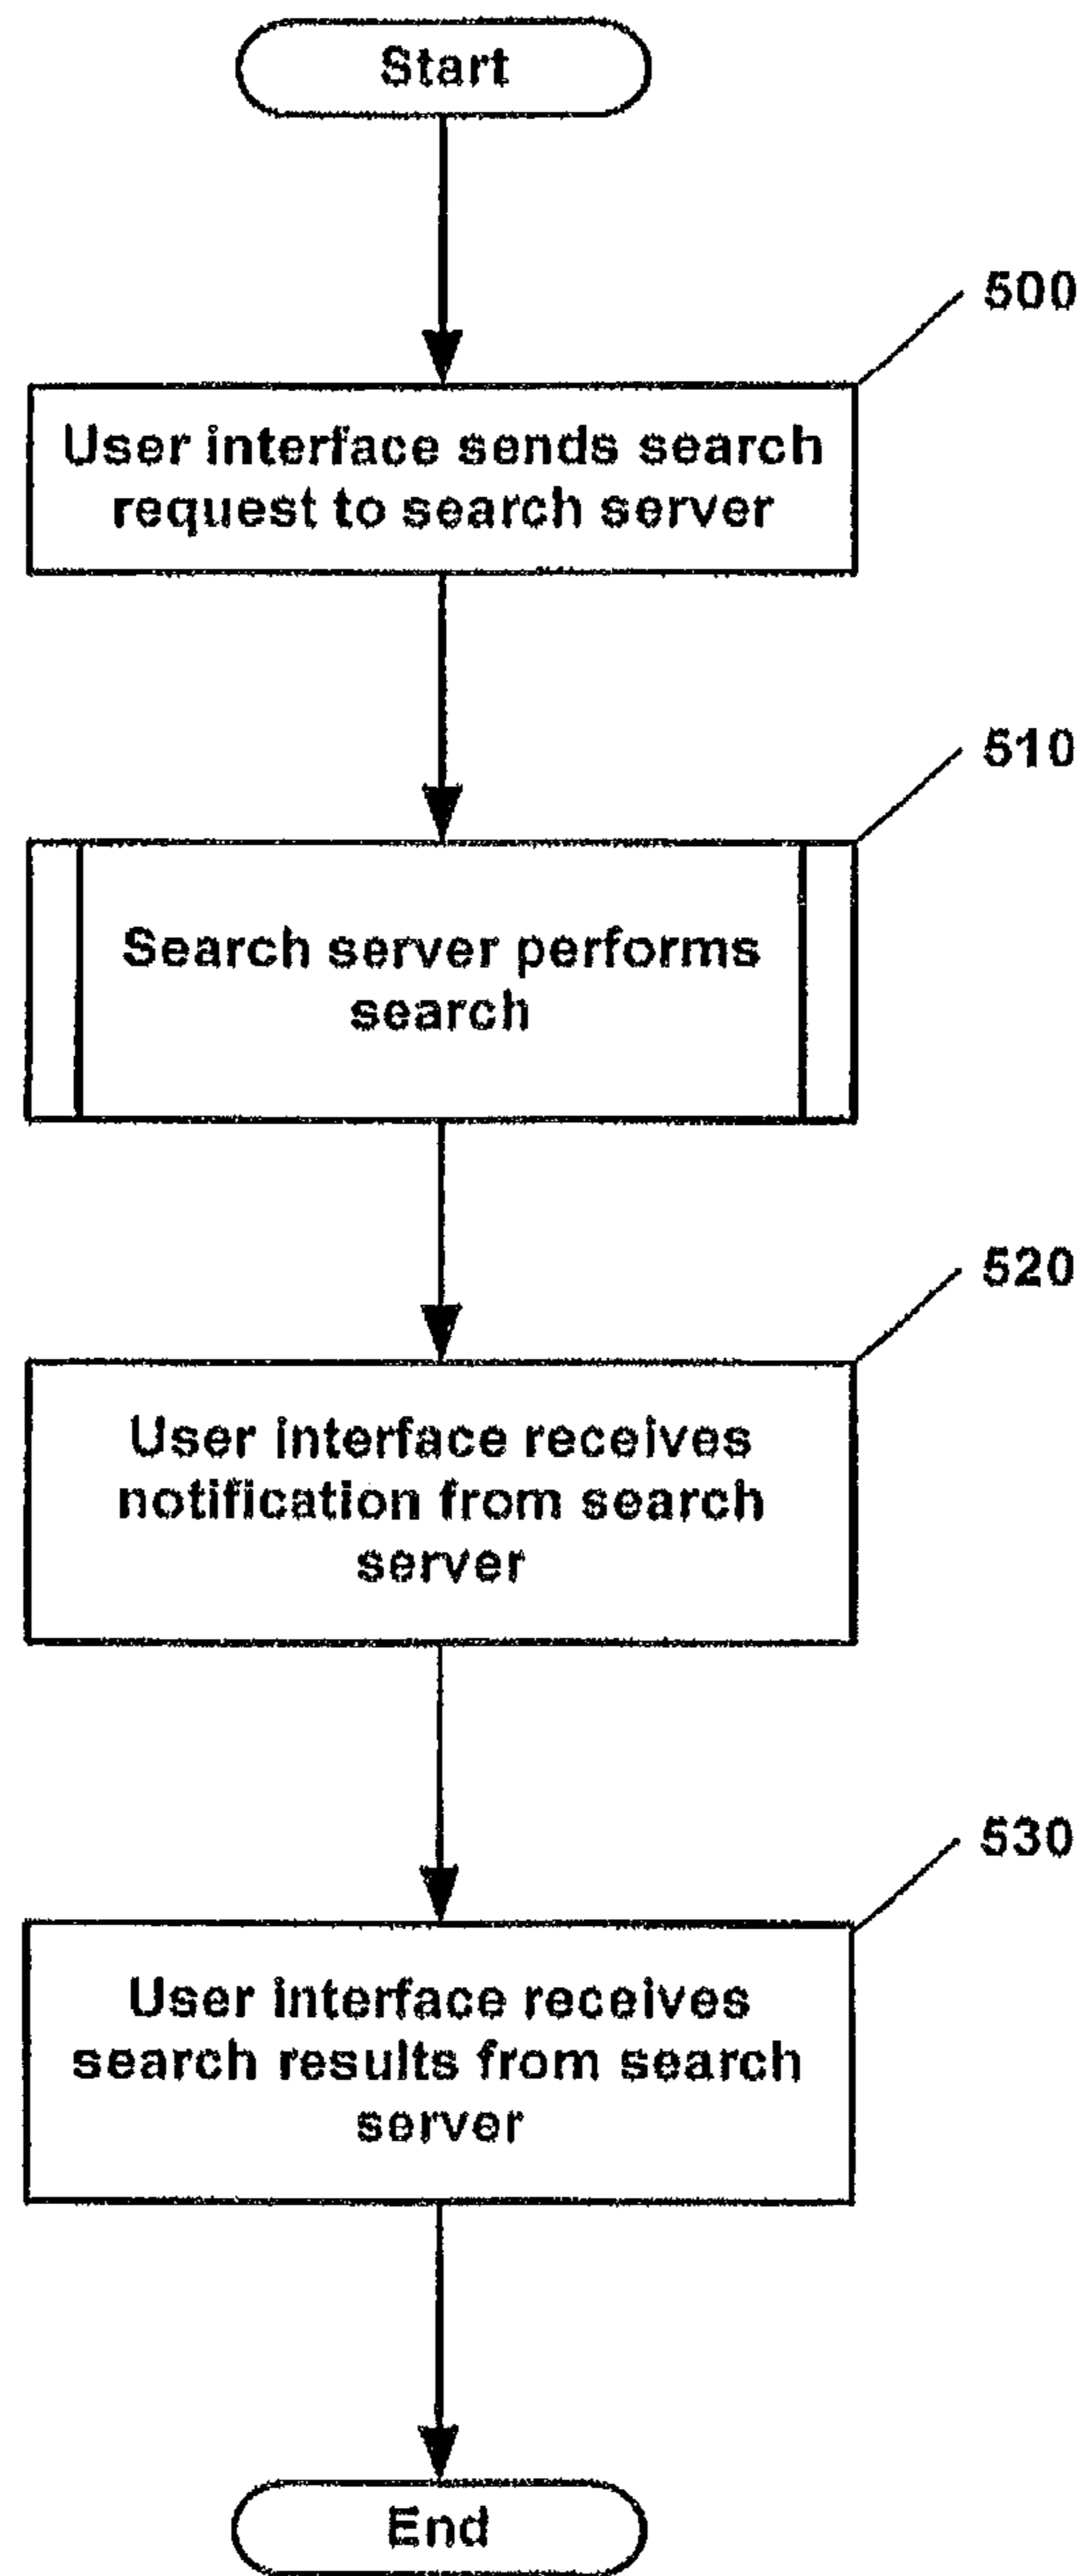 Start
500
User interface sends search
request to search server
510
Search server performs
search
520
User interface receives
notification from search
server
530
User interface receives
search results from search
server
End